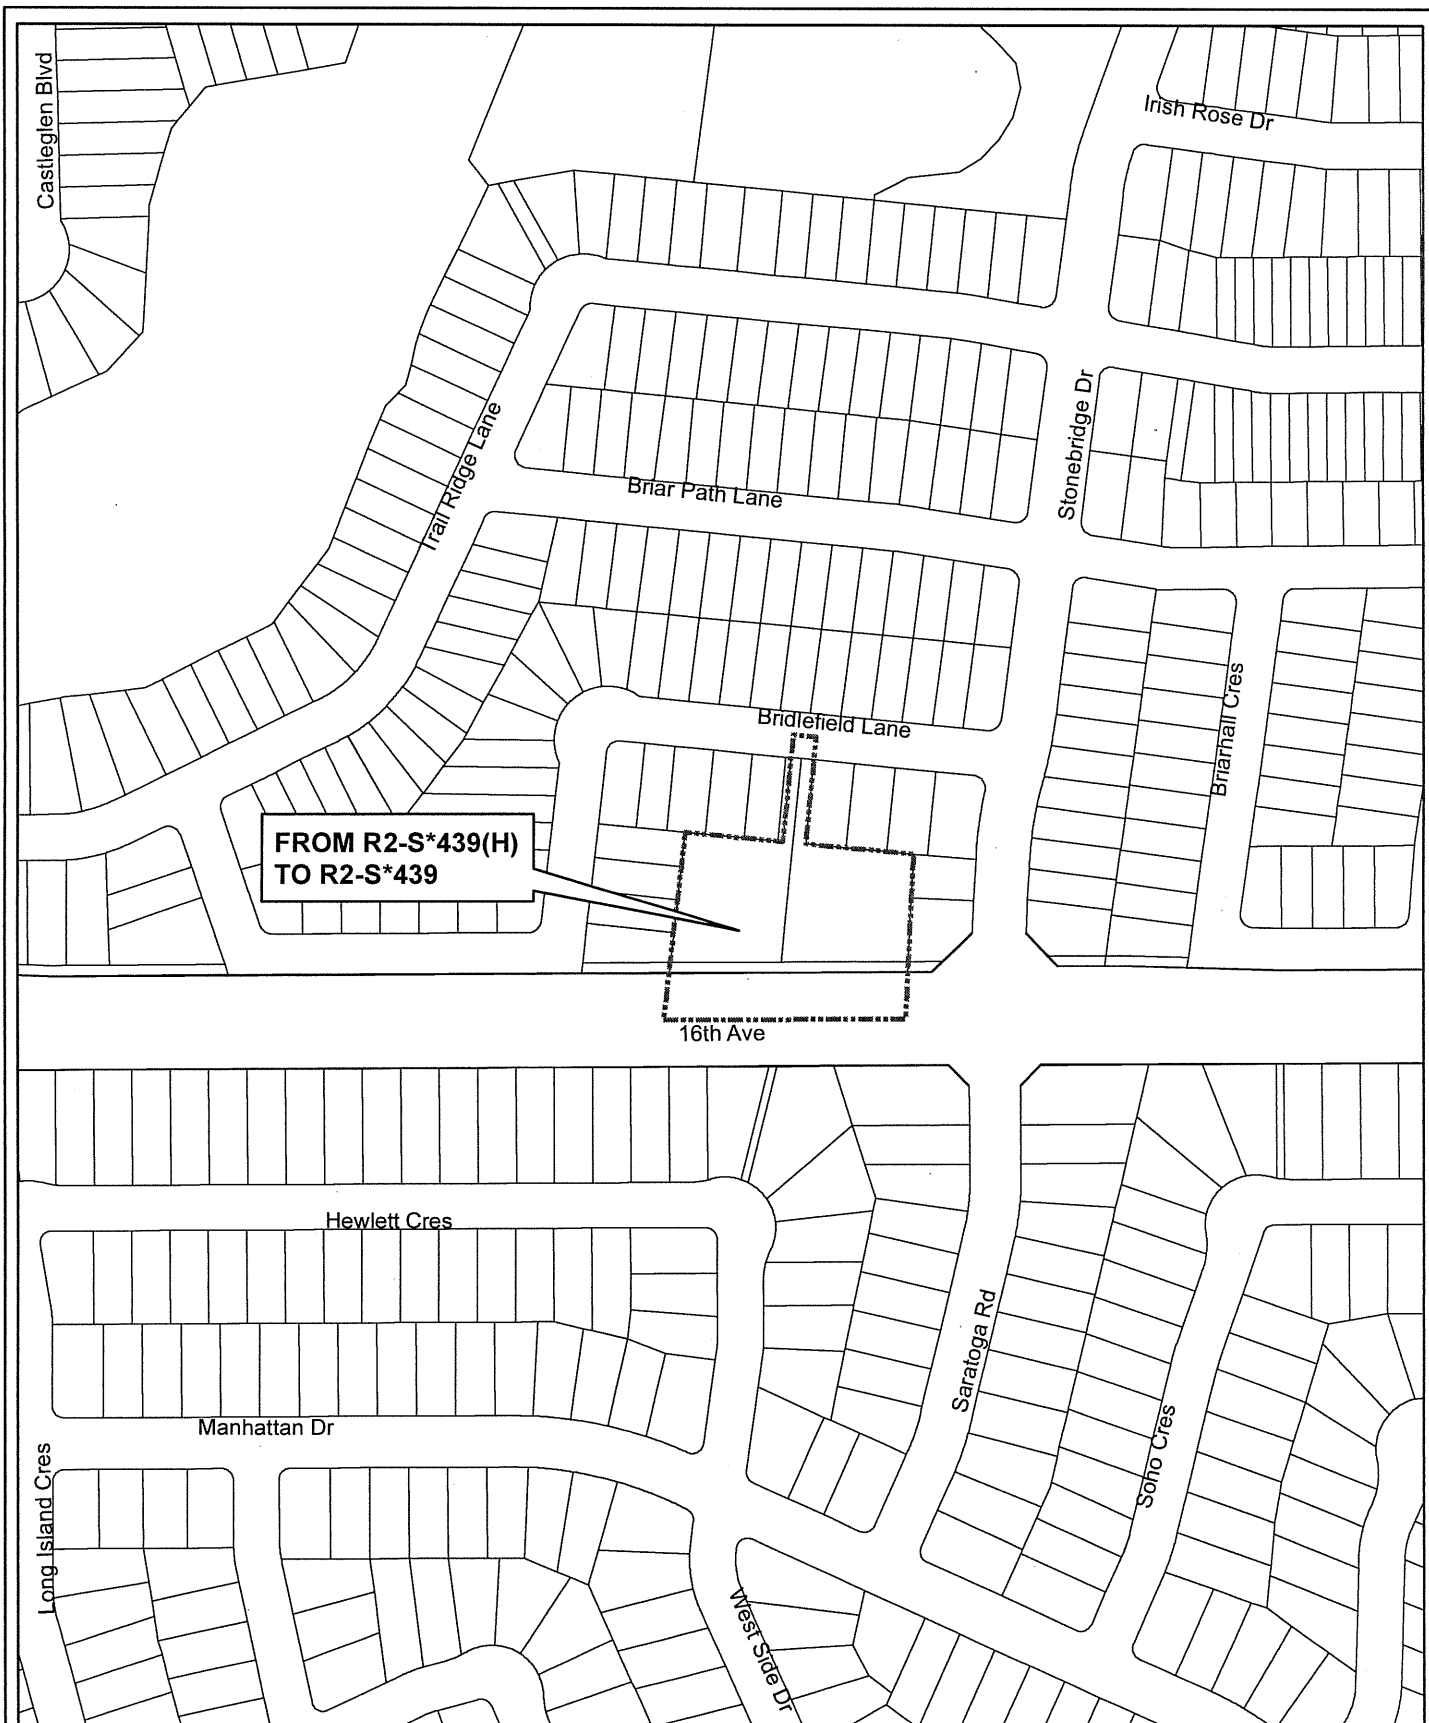 Castleglen Blvd
Irish Rose Dr
Trail Ridge Lane
Stonebridge Dr
Briar Path Lane
Bridlefield Lane
Briarhall Cres
FROM R2-S*439(H)
TO R2-S*439
16th Ave
Hewlett Cres
Saratoga Rd
Manhattan Dr
Soho Cres
Long Island Cres
West Side Dr